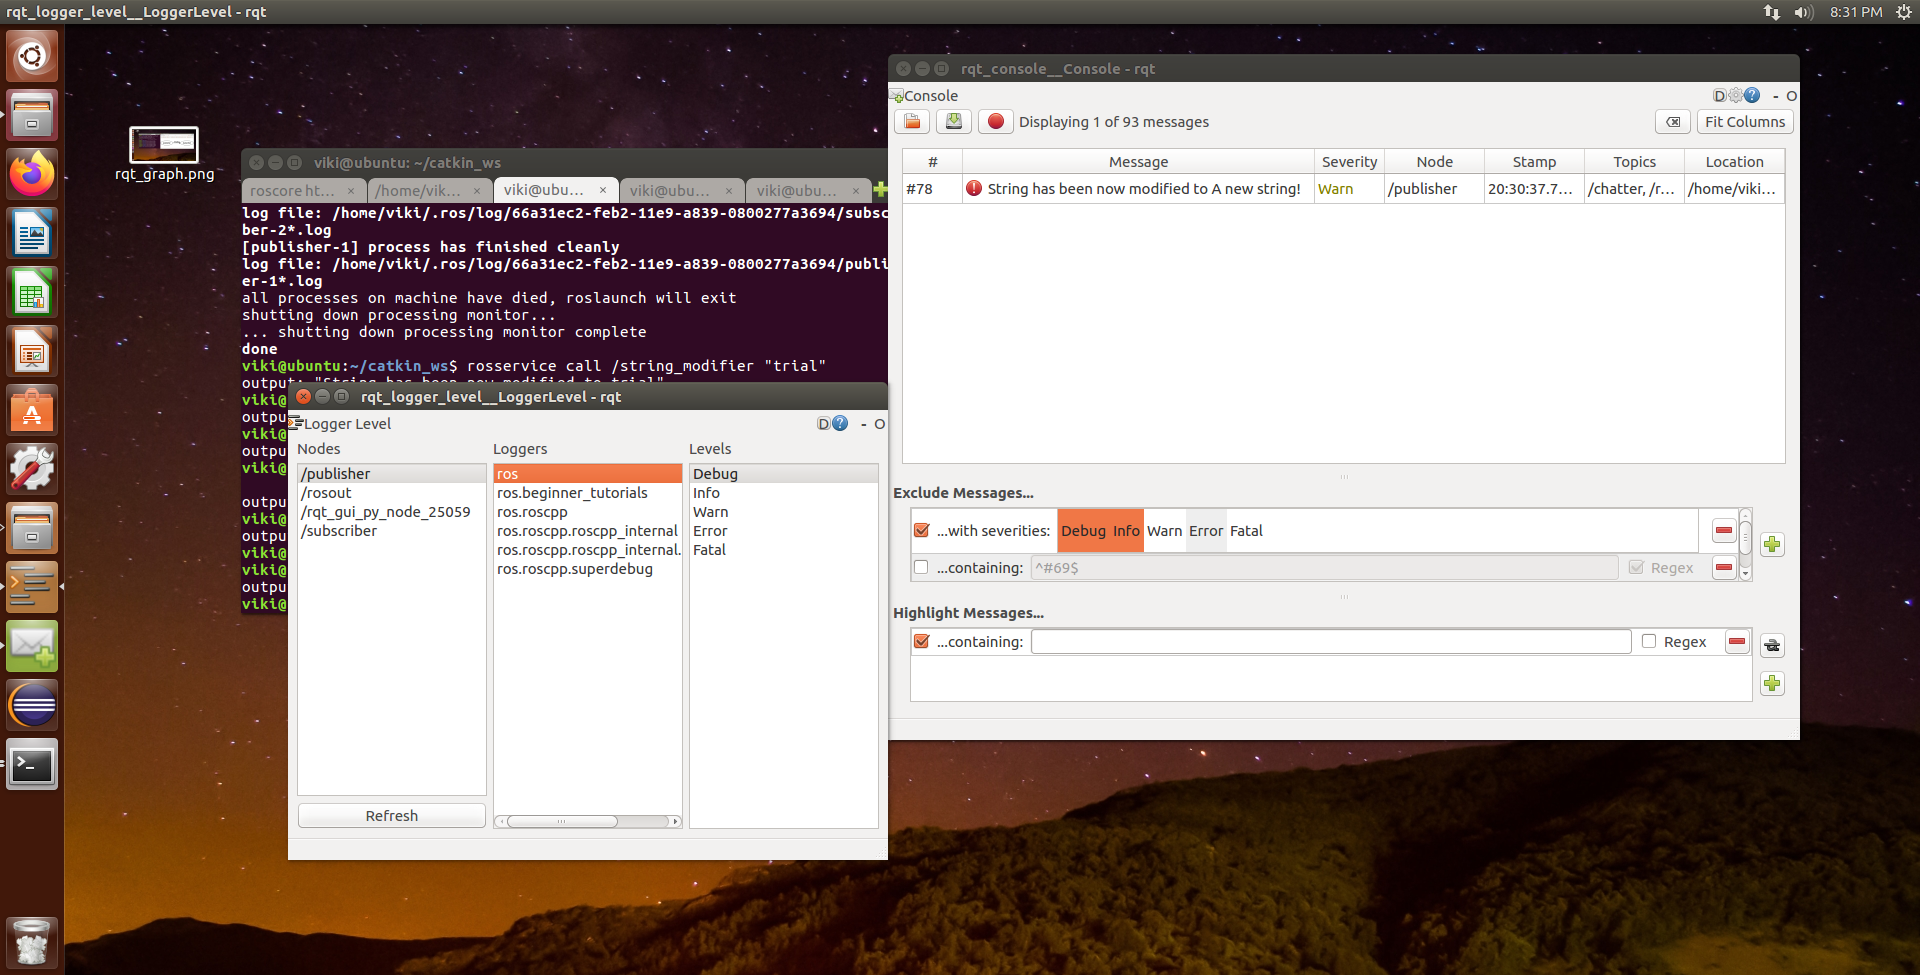 rqt_logger_level__LoggerLevel - rqt
8:31 PM
rqt_graph.png
viki@ubuntu: ~/catkin_ws
roscore ht... × /home/vik... × viki@ubu... × viki@ubu... × viki@ubu... ×
log file: /home/viki/.ros/log/66a31ec2-feb2-11e9-a839-0800277a3694/subsc
ber-2*.log
[publisher-1] process has finished cleanly
log file: /home/viki/.ros/log/66a31ec2-feb2-11e9-a839-0800277a3694/publi
er-1*.log
all processes on machine have died, roslaunch will exit
shutting down processing monitor...
... shutting down processing monitor complete
done
viki@ubuntu:~/catkin_ws$ rosservice call /string_modifier "trial"
output: "String has been now modified to trial"
viki@
outpu
viki@
outpu
viki@
outpu
viki@
outpu
viki@
viki@
outpu
viki@
rqt_logger_level__LoggerLevel - rqt
Logger Level
D ? - O
Nodes
/publisher
/rosout
/rqt_gui_py_node_25059
/subscriber
Refresh
Loggers
ros
ros.beginner_tutorials
ros.roscpp
ros.roscpp.roscpp_internal
ros.roscpp.roscpp_internal.
ros.roscpp.superdebug
Levels
Debug
Info
Warn
Error
Fatal
rqt_console__Console - rqt
Console
D ? - O
Displaying 1 of 93 messages
Fit Columns
# Message Severity Node Stamp Topics Location
#78 String has been now modified to A new string! Warn /publisher 20:30:37.7... /chatter, /r... /home/viki...
Exclude Messages...
...with severities: Debug Info Warn Error Fatal
...containing: ^#69$ Regex
Highlight Messages...
...containing: Regex